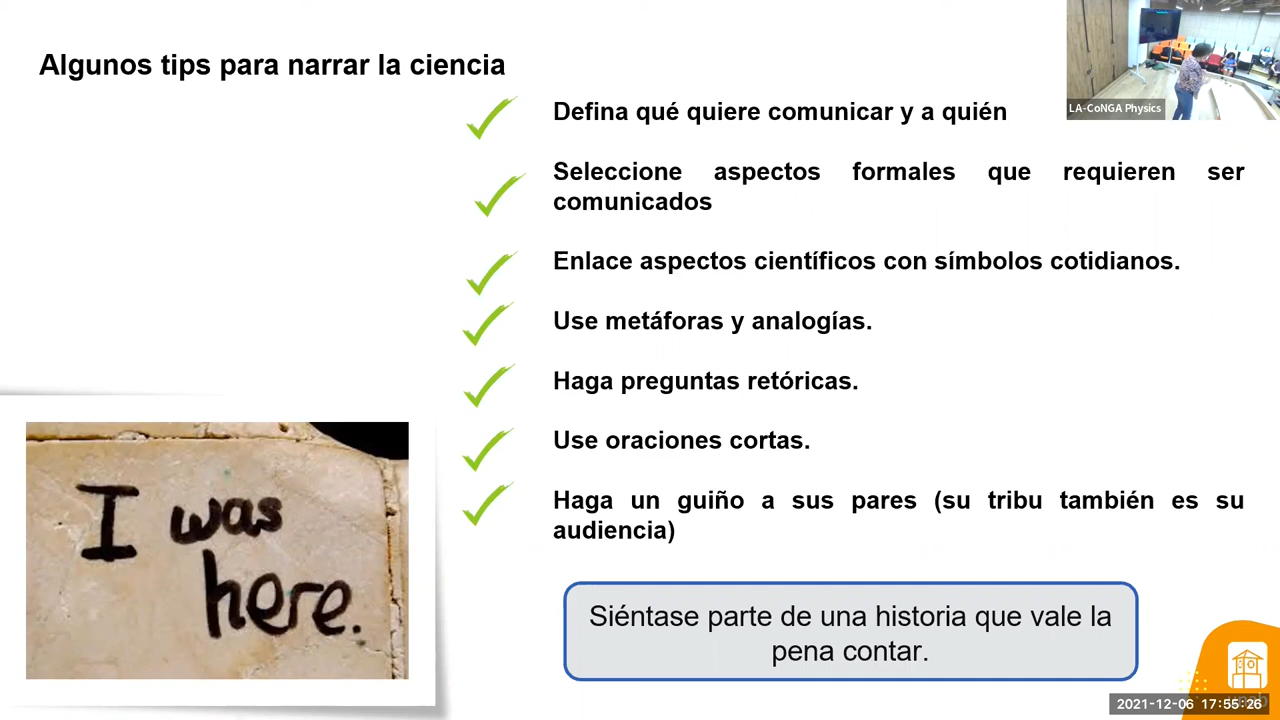 Algunos tips para narrar la ciencia
LA-CoNGA Physics
Defina qué quiere comunicar y a quién
Seleccione aspectos formales que requieren ser
comunicados
Enlace aspectos científicos con símbolos cotidianos.
Use metáforas y analogías.
Haga preguntas retóricas.
Use oraciones cortas.
Haga un guiño a sus pares (su tribu también es su
audiencia)
I was
here.
Siéntase parte de una historia que vale la
pena contar.
2021-12-06 17:55:26